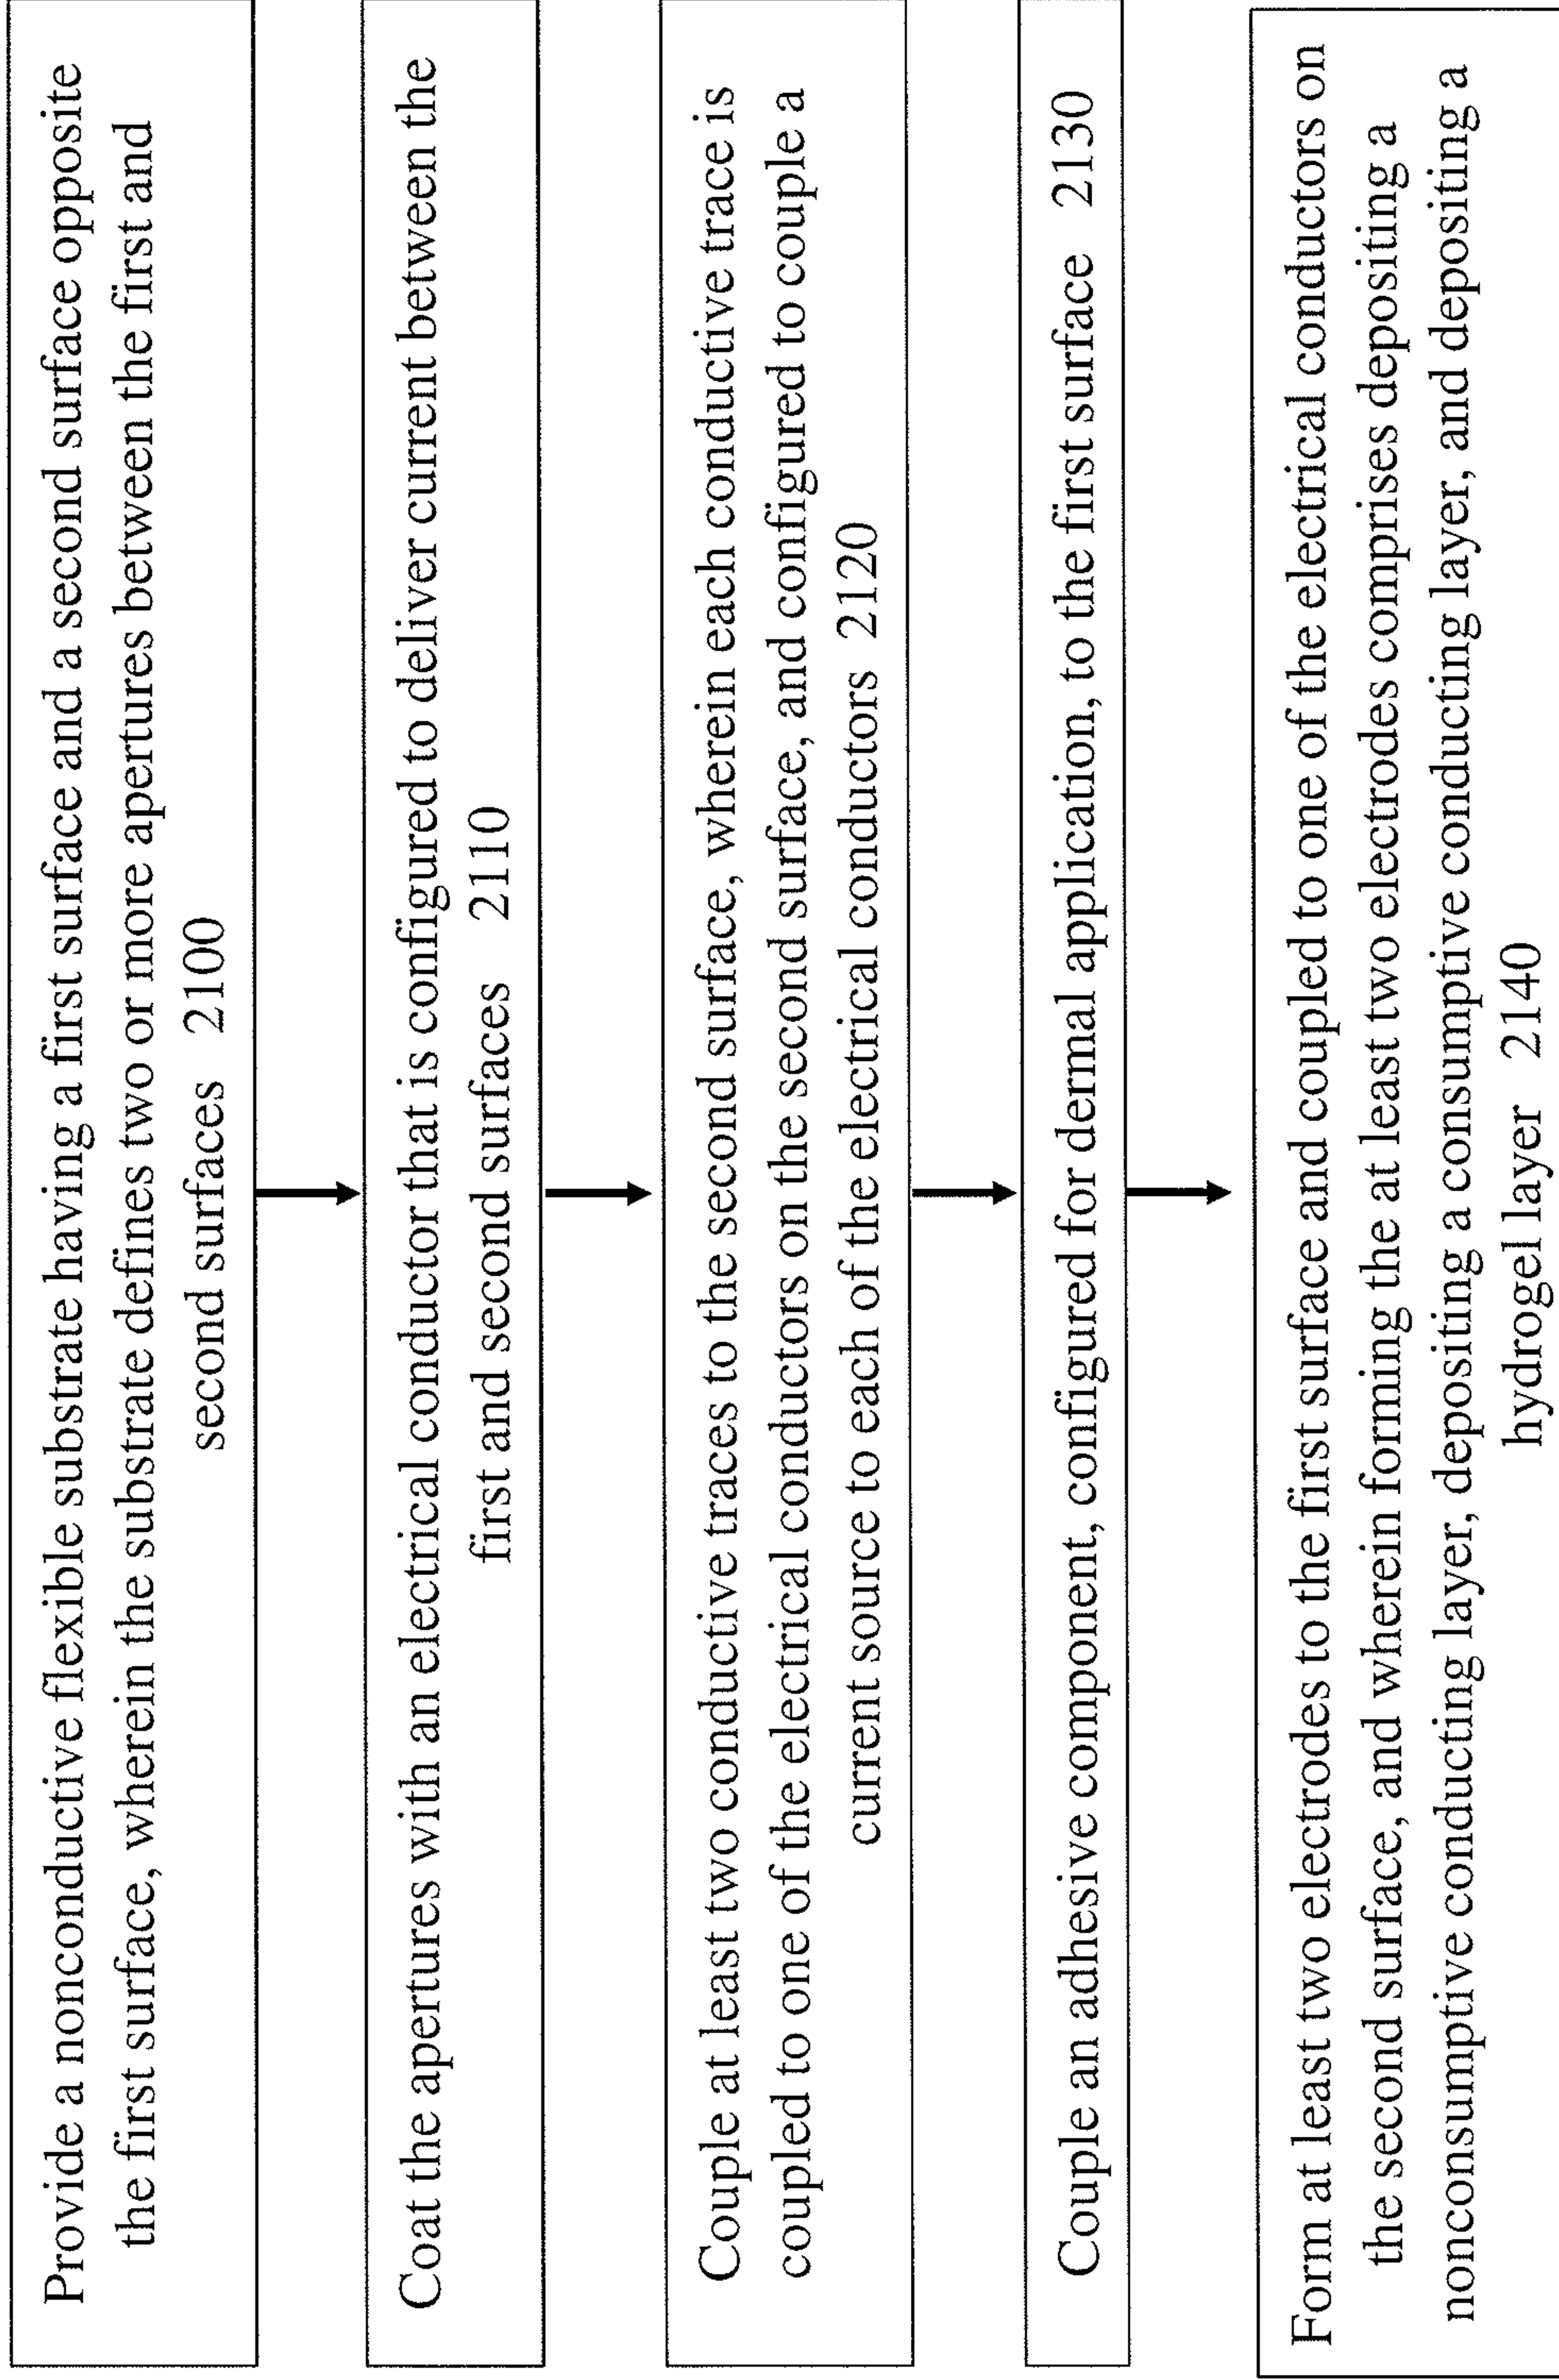 Provide a nonconductive flexible substrate having a first surface and a second surface opposite
the first surface, wherein the substrate defines two or more apertures between the first and
second surfaces 2100
Coat the apertures with an electrical conductor that is configured to deliver current between the
first and second surfaces 2110
Couple at least two conductive traces to the second surface, wherein each conductive trace is
coupled to one of the electrical conductors on the second surface, and configured to couple a
current source to each of the electrical conductors 2120
Couple an adhesive component, configured for dermal application, to the first surface 2130
Form at least two electrodes to the first surface and coupled to one of the electrical conductors on
the second surface, and wherein forming the at least two electrodes comprises depositing a
nonconsumptive conducting layer, depositing a consumptive conducting layer, and depositing a
hydrogel layer 2140